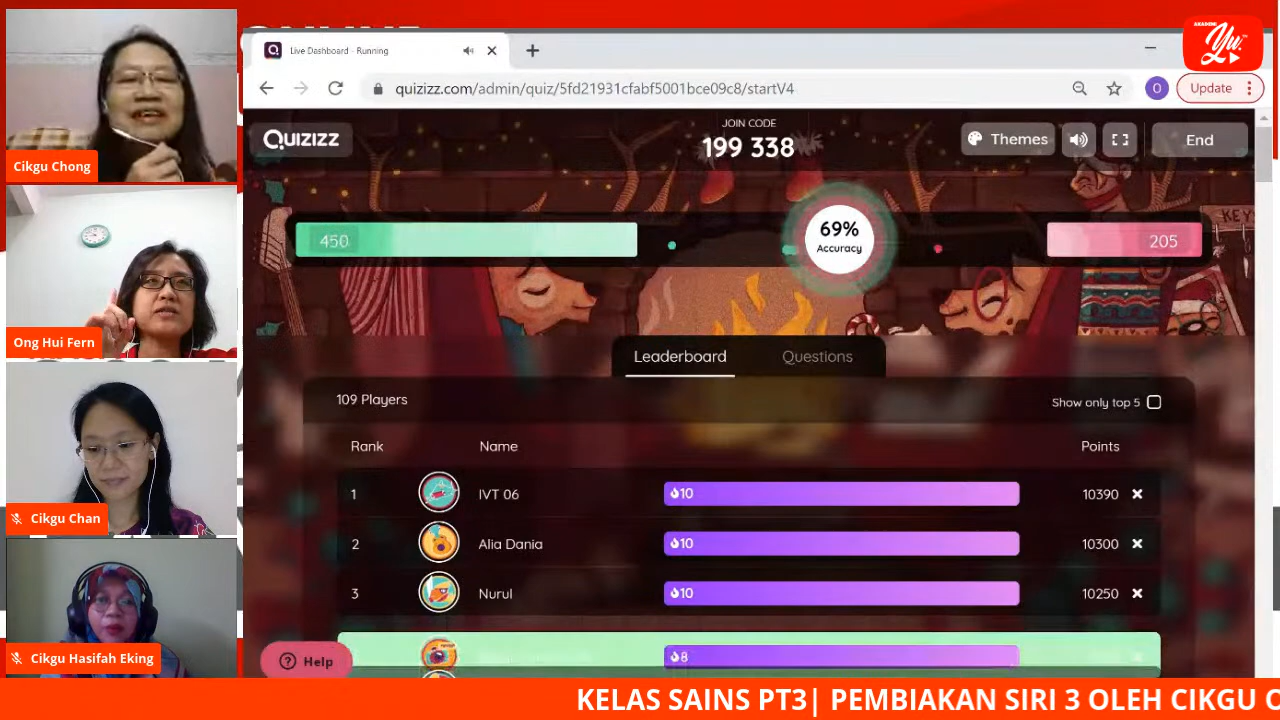 Cikgu Chong
Ong Hui Fern
Cikgu Chan
Cikgu Hasifah Eking
Live Dashboard - Running
quizizz.com/admin/quiz/5fd21931cfabf5001bce09c8/startV4
O
Update
AKADEMI
Yu
QUIZIZZ
JOIN CODE
199 338
Themes
End
450
69%
Accuracy
205
KEYS
Leaderboard
Questions
109 Players
Show only top 5
Rank
Name
Points
1
IVT 06
10
10390
2
Alia Dania
10
10300
3
Nurul
10
10250
8
Help
KELAS SAINS PT3| PEMBIAKAN SIRI 3 OLEH CIKGU